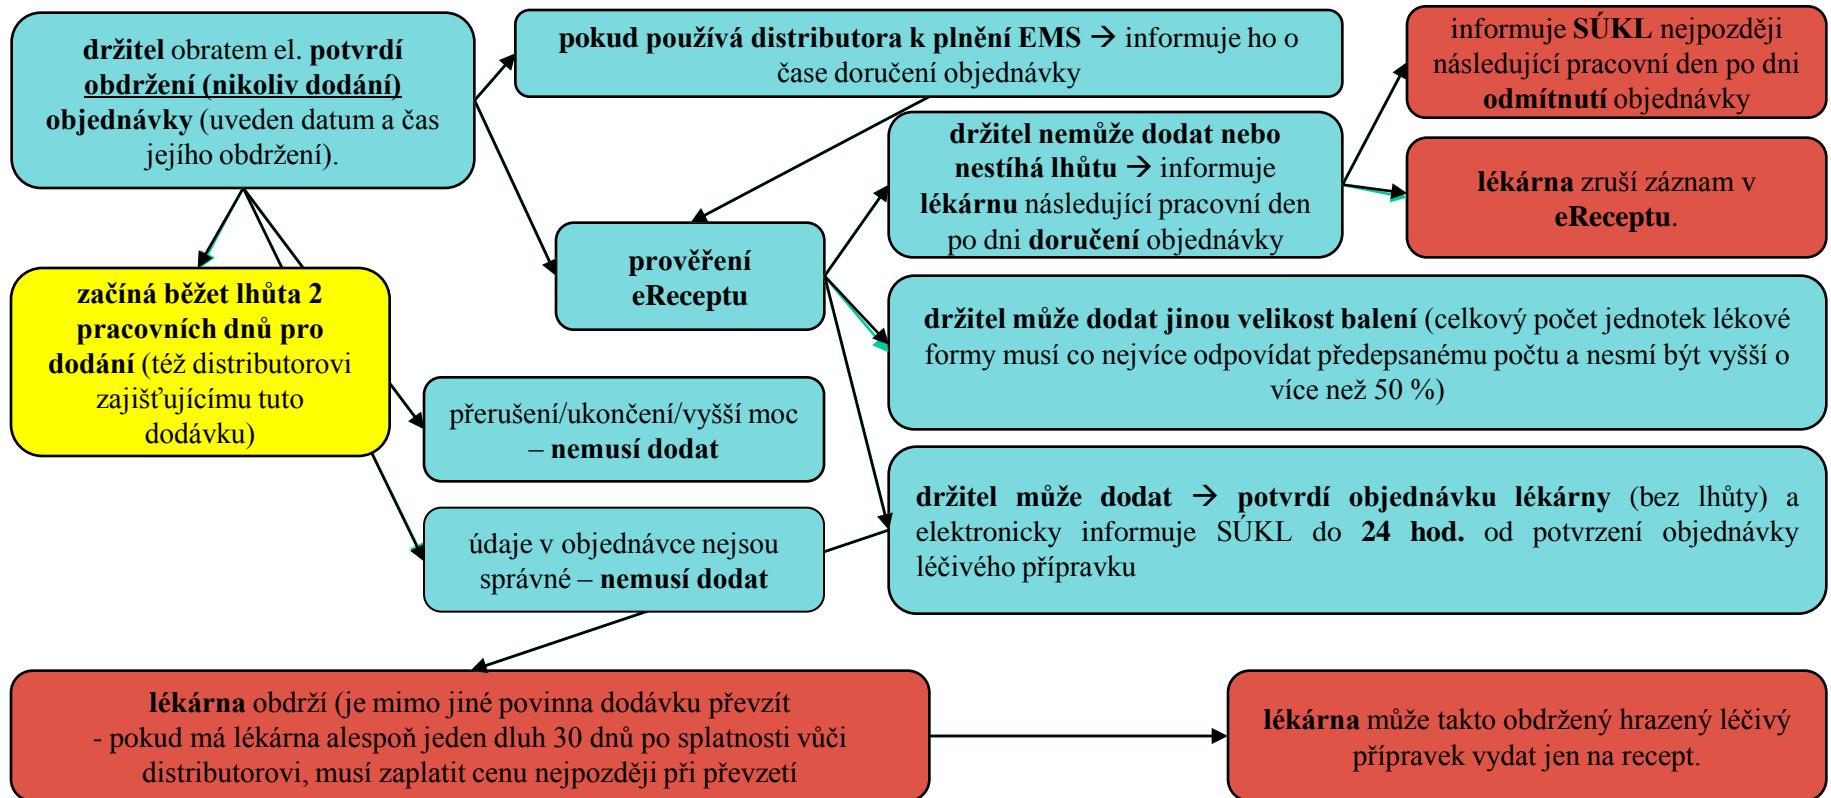 držitel obratem el. potvrdí
obdržení (nikoliv dodání)
objednávky (uveden datum a čas
jejího obdržení).
pokud používá distributora k plnění EMS → informuje ho o
čase doručení objednávky
informuje SÚKL nejpozději
následující pracovní den po dni
odmítnutí objednávky
držitel nemůže dodat nebo
nestíhá lhůtu → informuje
lékárnu následující pracovní den
po dni doručení objednávky
lékárna zruší záznam v
eReceptu.
prověření
eReceptu
začíná běžet lhůta 2
pracovních dnů pro
dodání (též distributorovi
zajišťujícímu tuto
dodávku)
držitel může dodat jinou velikost balení (celkový počet jednotek lékové
formy musí co nejvíce odpovídat předepsanému počtu a nesmí být vyšší o
více než 50 %)
přerušení/ukončení/vyšší moc
– nemusí dodat
držitel může dodat → potvrdí objednávku lékárny (bez lhůty) a
elektronicky informuje SÚKL do 24 hod. od potvrzení objednávky
léčivého přípravku
údaje v objednávce nejsou
správné – nemusí dodat
lékárna obdrží (je mimo jiné povinna dodávku převzít
- pokud má lékárna alespoň jeden dluh 30 dnů po splatnosti vůči
distributorovi, musí zaplatit cenu nejpozději při převzetí
lékárna může takto obdržený hrazený léčivý
přípravek vydat jen na recept.